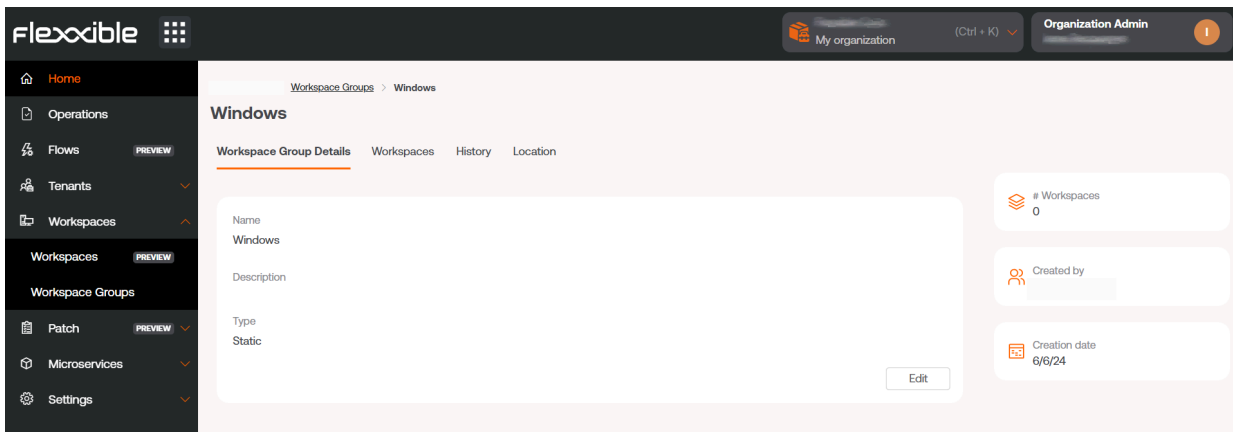 Flexxible
My organization
(Ctrl + K)
Organization Admin
I
Home
Operations
Flows PREVIEW
Tenants
Workspaces
Workspaces PREVIEW
Workspace Groups
Patch PREVIEW
Microservices
Settings
Workspace Groups > Windows
Windows
Workspace Group Details Workspaces History Location
Name
Windows
Description
Type
Static
Edit
# Workspaces
0
Created by
Creation date
6/6/24